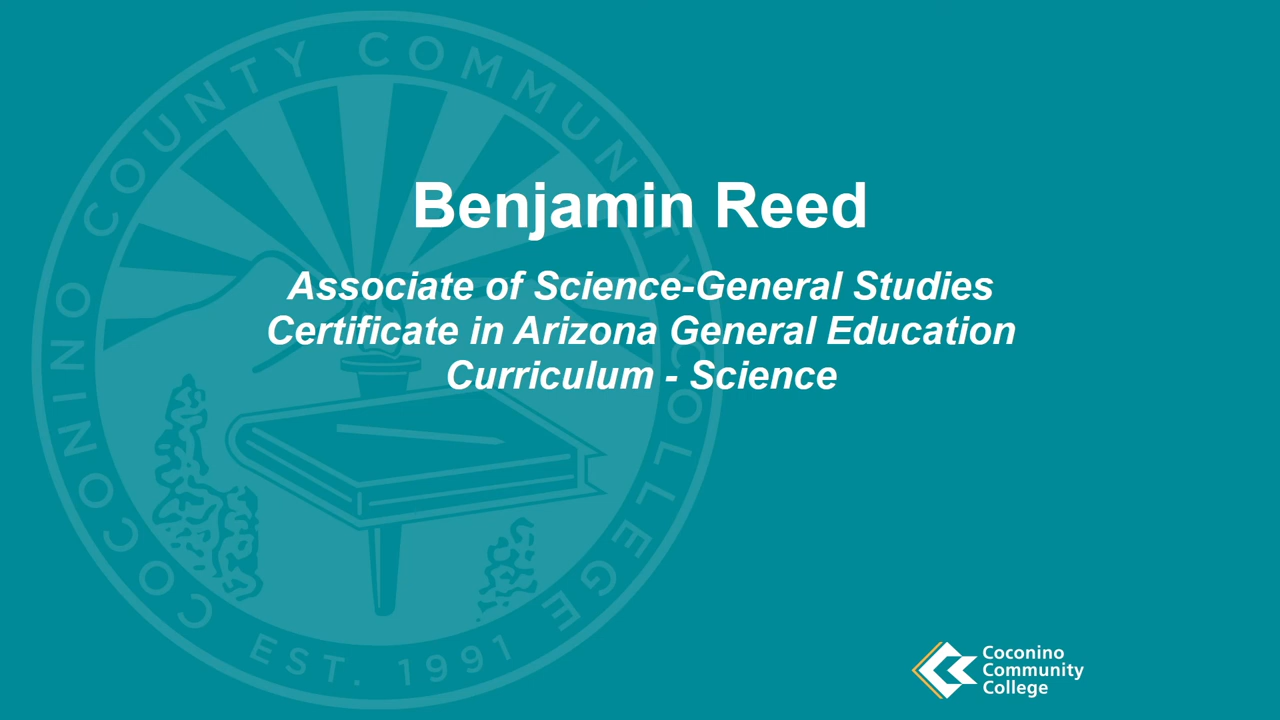 COCONINO COUNTY COMMUNITY COLLEGE
EST. 1991
Benjamin Reed
Associate of Science-General Studies
Certificate in Arizona General Education
Curriculum - Science
Coconino
Community
College